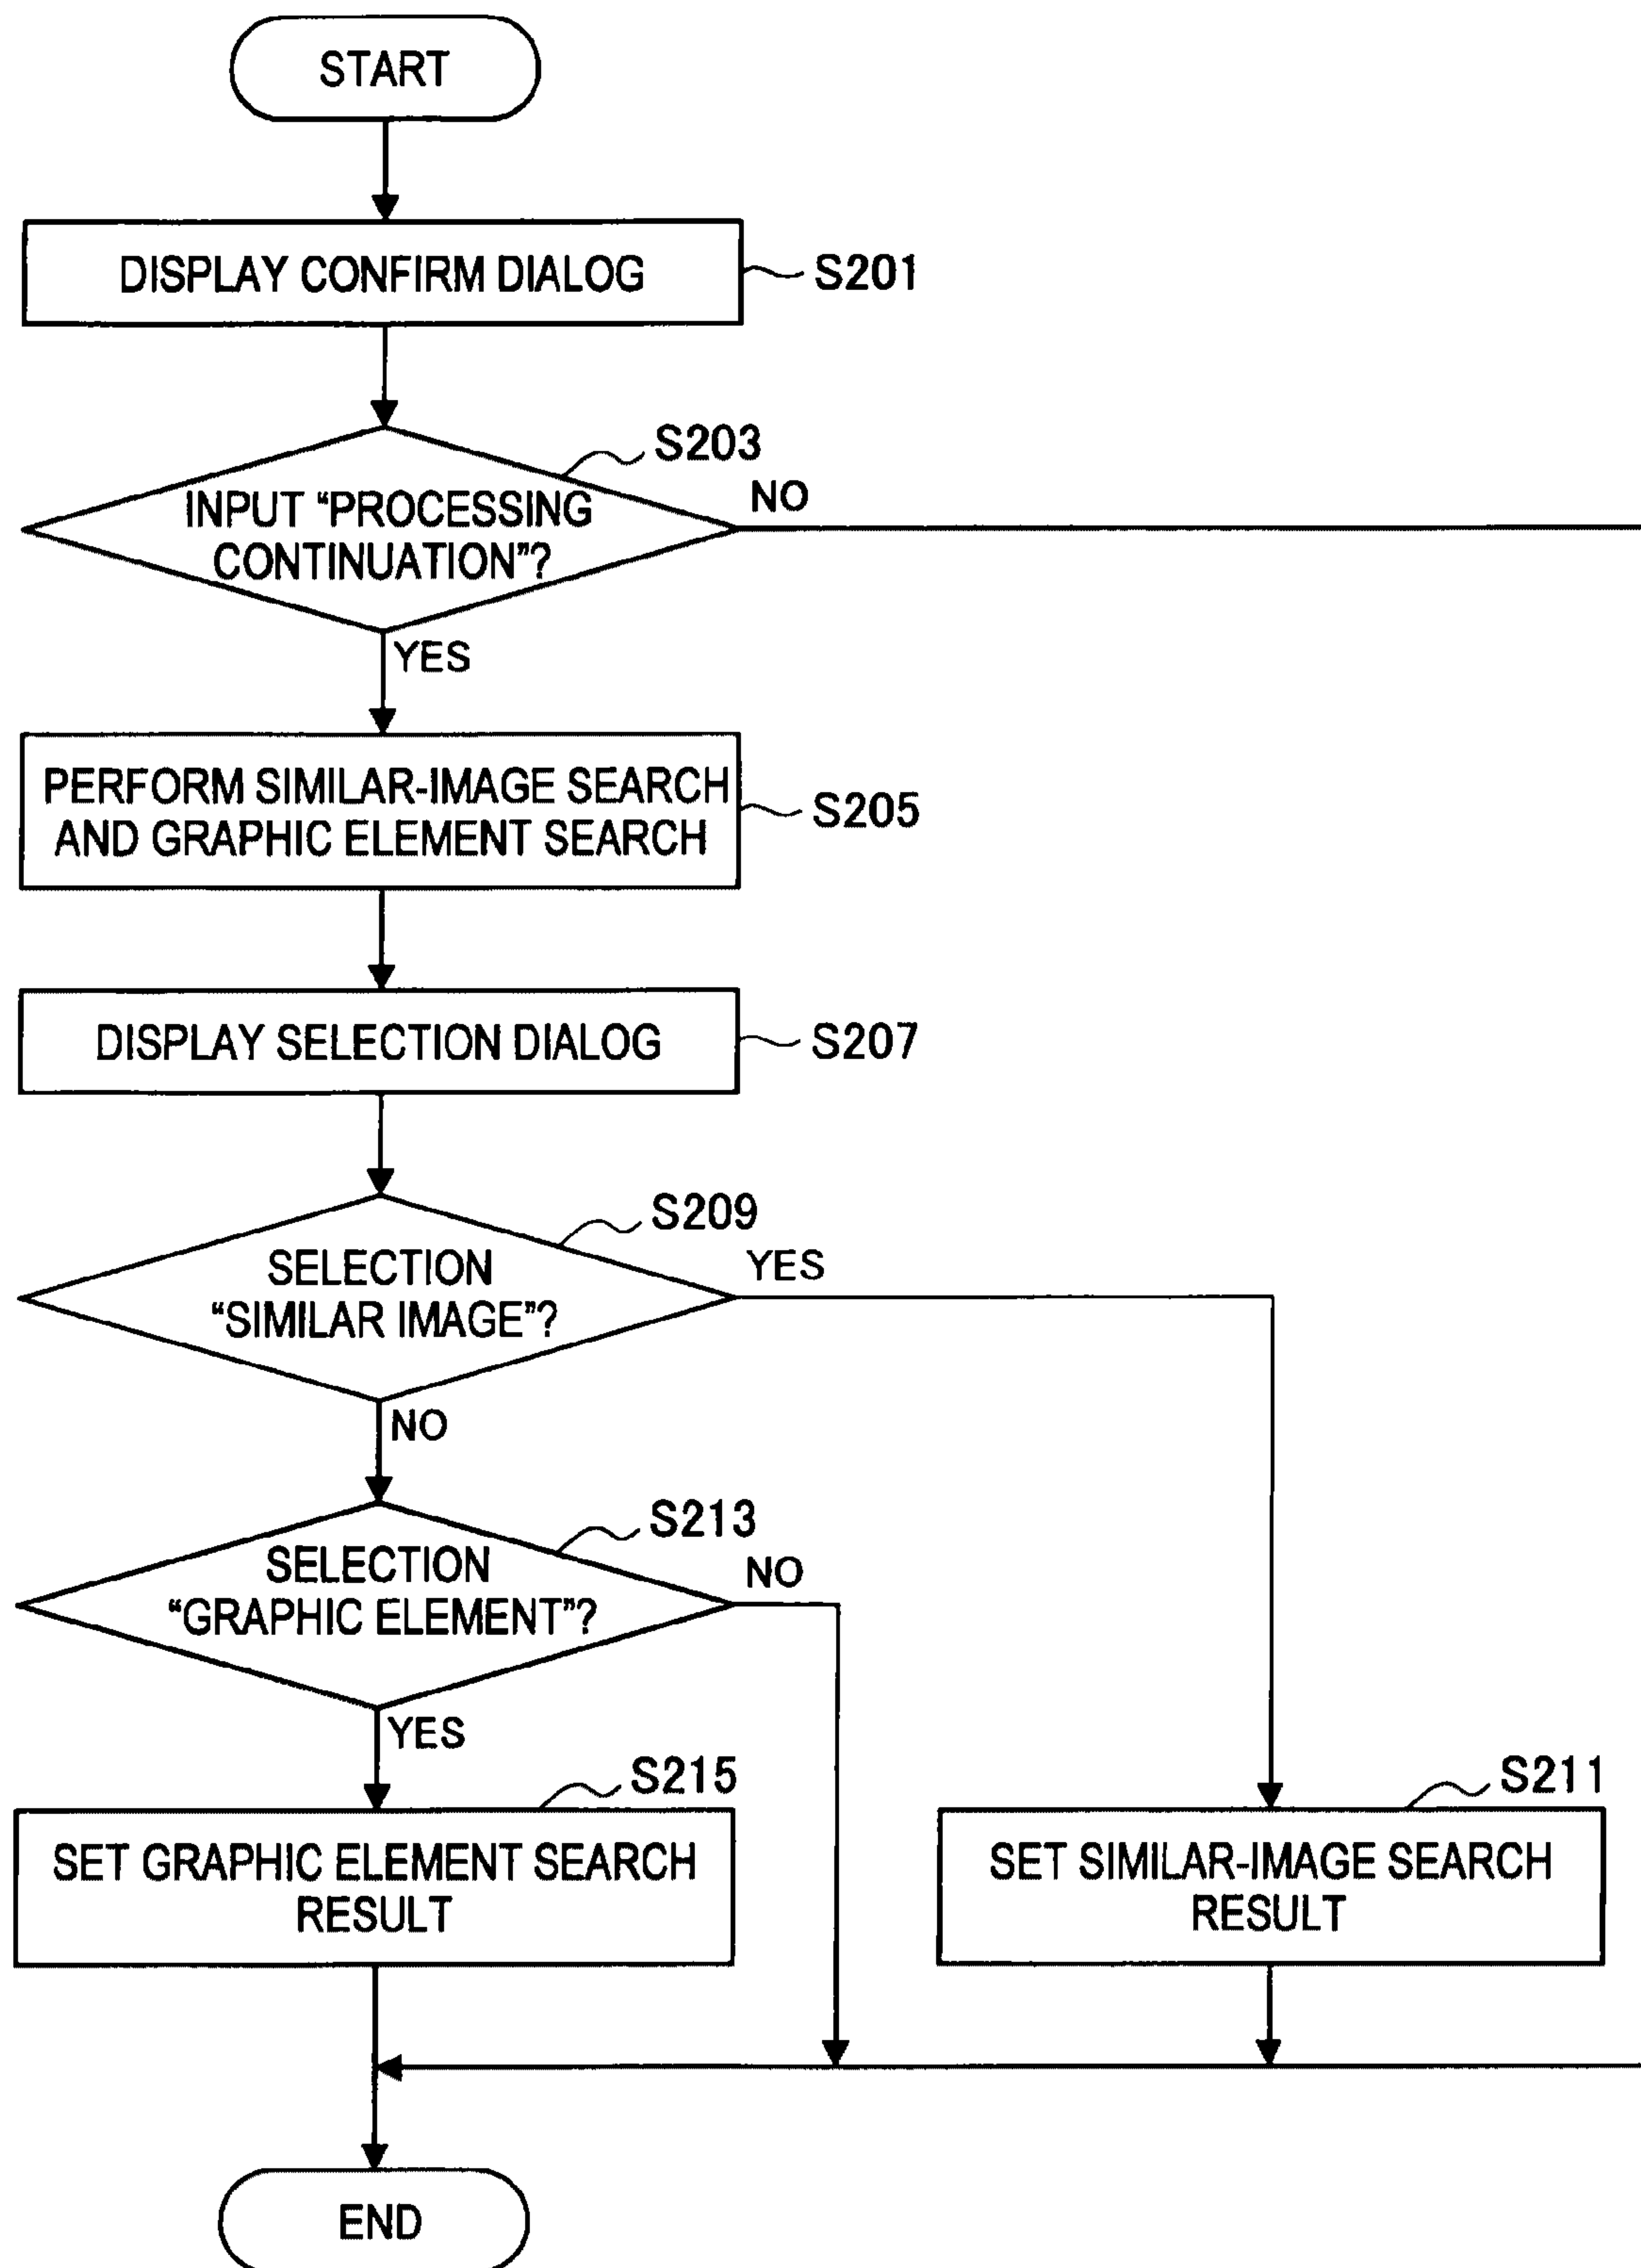 START
DISPLAY CONFIRM DIALOG
S201
S203
INPUT “PROCESSING
CONTINUATION”?
NO
YES
PERFORM SIMILAR-IMAGE SEARCH
AND GRAPHIC ELEMENT SEARCH
S205
DISPLAY SELECTION DIALOG
S207
S209
SELECTION
“SIMILAR IMAGE”?
YES
NO
S213
SELECTION
“GRAPHIC ELEMENT”?
NO
YES
S215
SET GRAPHIC ELEMENT SEARCH
RESULT
S211
SET SIMILAR-IMAGE SEARCH
RESULT
END